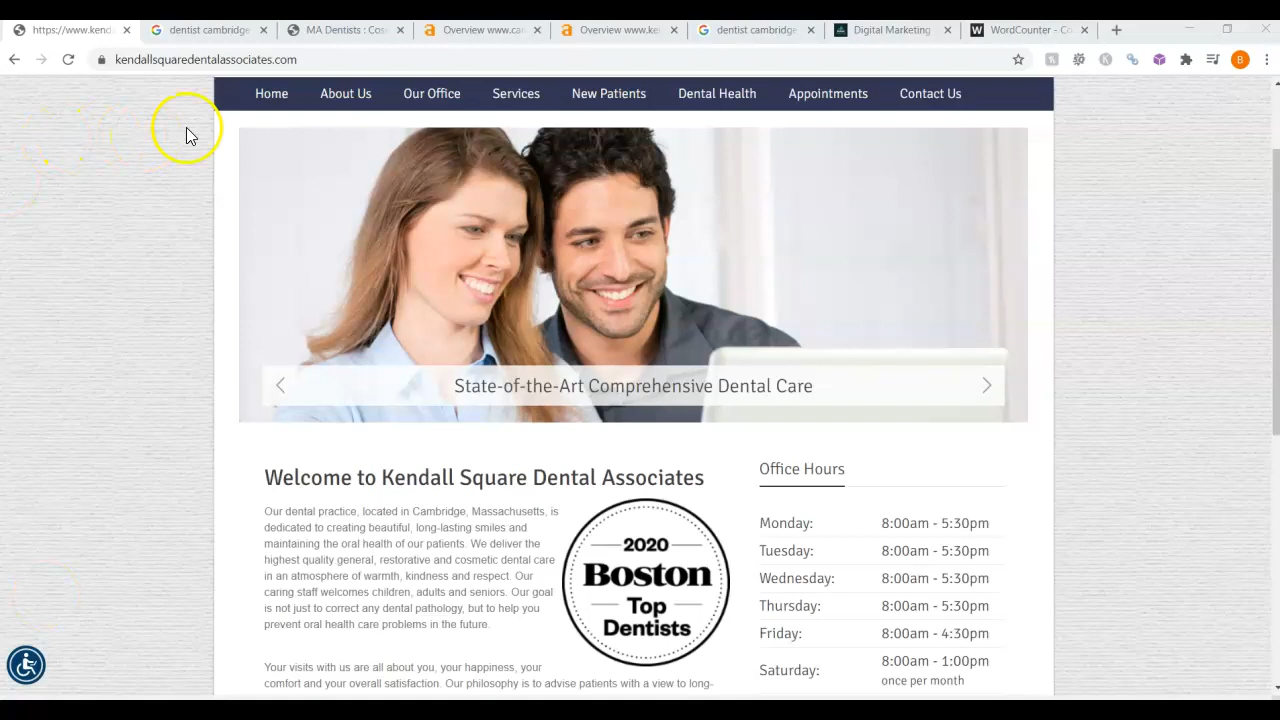 https://www.kend
dentist cambridge
MA Dentists : Cos
Overview www.ca
Overview www.ke
dentist cambridge
Digital Marketing
WordCounter - Co
kendallsquaredentalassociates.com
B
Home About Us Our Office Services New Patients Dental Health Appointments Contact Us
State-of-the-Art Comprehensive Dental Care
Welcome to Kendall Square Dental Associates
Our dental practice, located in Cambridge, Massachusetts, is
dedicated to creating beautiful, long-lasting smiles and
maintaining the oral health of our patients. We deliver the
highest quality general, restorative and cosmetic dental care
in an atmosphere of warmth, kindness and respect. Our
caring staff welcomes children, adults and seniors. Our goal
is not just to correct any dental pathology, but to help you
prevent oral health care problems in the future.
Your visits with us are all about you, your happiness, your
comfort and your overall satisfaction. Our philosophy is to advise patients with a view to long-
2020
Boston
Top
Dentists
Office Hours
Monday: 8:00am - 5:30pm
Tuesday: 8:00am - 5:30pm
Wednesday: 8:00am - 5:30pm
Thursday: 8:00am - 5:30pm
Friday: 8:00am - 4:30pm
Saturday: 8:00am - 1:00pm
once per month